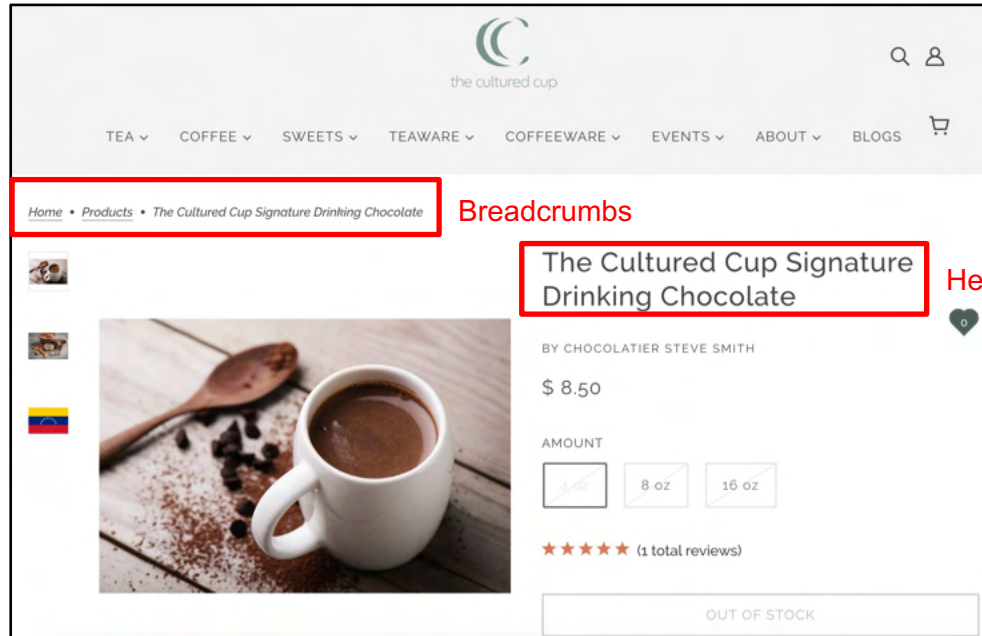 the cultured cup
TEA COFFEE SWEETS TEAWARE COFFEEWARE EVENTS ABOUT BLOGS
Home • Products • The Cultured Cup Signature Drinking Chocolate
Breadcrumbs
The Cultured Cup Signature
Drinking Chocolate
He
0
BY CHOCOLATIER STEVE SMITH
$ 8.50
AMOUNT
4 oz 8 oz 16 oz
(1 total reviews)
OUT OF STOCK